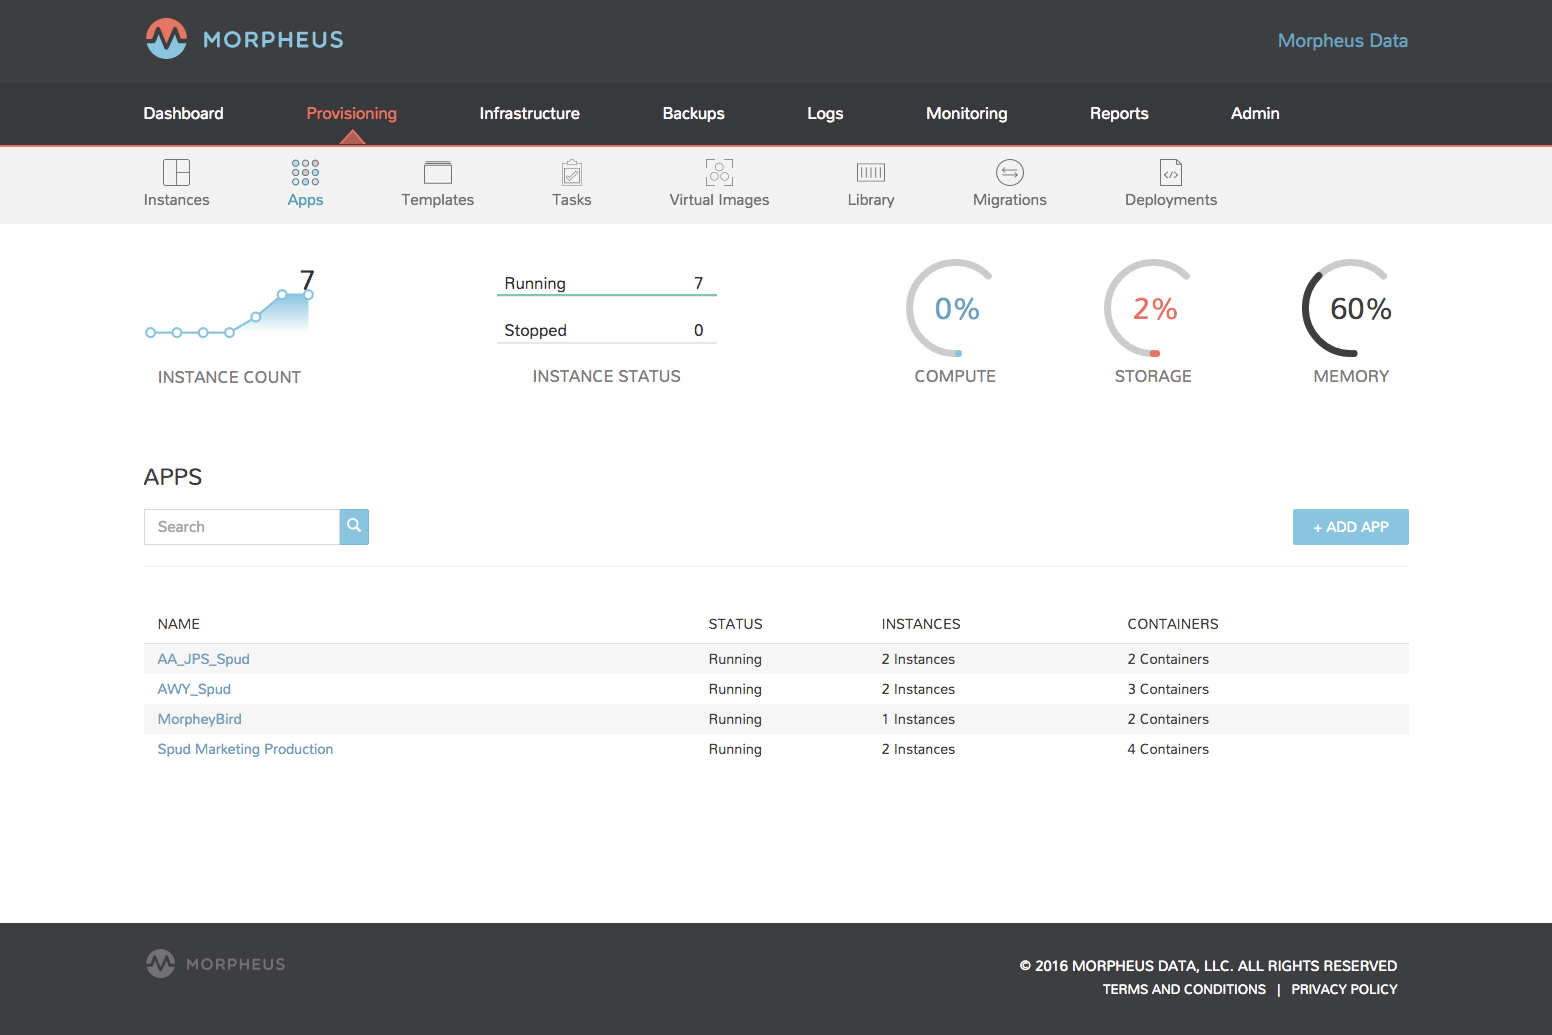 MORPHEUS
Morpheus Data
Dashboard Provisioning Infrastructure Backups Logs Monitoring Reports Admin
Instances Apps Templates Tasks Virtual Images Library Migrations Deployments
7
INSTANCE COUNT
Running 7
Stopped 0
INSTANCE STATUS
0%
COMPUTE
2%
STORAGE
60%
MEMORY
APPS
Search
+ ADD APP
NAME STATUS INSTANCES CONTAINERS
AA_JPS_Spud Running 2 Instances 2 Containers
AWY_Spud Running 2 Instances 3 Containers
MorpheyBird Running 1 Instances 2 Containers
Spud Marketing Production Running 2 Instances 4 Containers
MORPHEUS
© 2016 MORPHEUS DATA, LLC. ALL RIGHTS RESERVED
TERMS AND CONDITIONS | PRIVACY POLICY